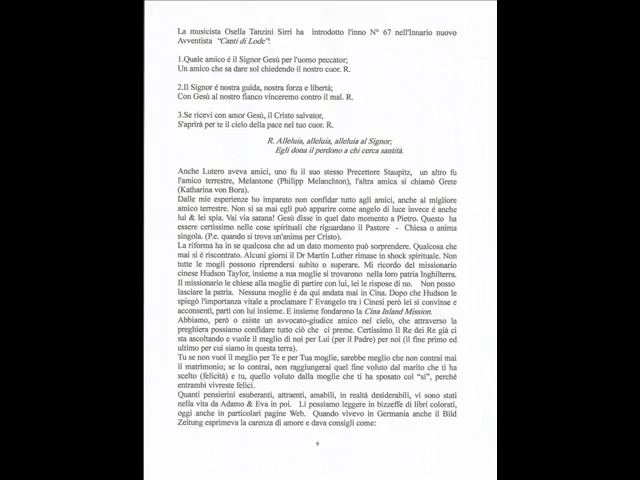 La musicista Osella Tanzini Sirri ha introdotto l'inno N° 67 nell'Innario nuovo
Avventista "Canti di Lode":
1.Quale amico é il Signor Gesù per l'uomo peccator;
Un amico che sa dare sol chiedendo il nostro cuor. R.
2.Il Signor é nostra guida, nostra forza e libertà;
Con Gesù al nostro fianco vinceremo contro il mal. R.
3.Se ricevi con amor Gesù, il Cristo salvator,
S'aprirà per te il cielo della pace nel tuo cuor. R.
R. Alleluia, alleluia, alleluia al Signor;
Egli dona il perdono a chi cerca santità.
Anche Lutero aveva amici, uno fu il suo stesso Precettore Staupitz, un altro fu
l'amico terrestre, Melantone (Philipp Melanchton), l'altra amica si chiamò Grete
(Katharina von Bora).
Dalle mie esperienze ho imparato non confidar tutto agli amici, anche al migliore
amico terrestre. Non si sa mai egli può apparire come angelo di luce invece é anche
lui & lei spia. Vai via satana! Gesù disse in quel dato momento a Pietro. Questo ha
essere certissimo nelle cose spirituali che riguardano il Pastore - Chiesa o anima
singola. (P.e. quando si trova un'anima per Cristo).
La riforma ha in se qualcosa che ad un dato momento può sorprendere. Qualcosa che
mai si é riscontrato. Alcuni giorni il Dr Martin Luther rimase in shock spirituale. Non
tutte le mogli possono riprendersi subito o superare. Mi ricordo del missionario
cinese Hudson Taylor, insieme a sua moglie si trovarono nella loro patria Inghilterra.
Il missionario le chiese alla moglie di partire con lui, lei le rispose di no. Non posso
lasciare la patria. Nessuna moglie è da qui andata mai in Cina. Dopo che Hudson le
spiegò l'importanza vitale a proclamare l' Evangelo tra i Cinesi però lei si convinse e
acconsentì, partì con lui insieme. E insieme fondarono la Cina Inland Mission.
Abbiamo, però o esiste un avvocato-giudice amico nel cielo, che attraverso la
preghiera possiamo confidar tutto ciò che ci preme. Certissimo Il Re dei Re già ci
sta ascoltando e vuole il meglio di noi per Lui (per il Padre) per noi (il fine primo ed
ultimo per cui siamo in questa terra).
Tu se non vuoi il meglio per Te e per Tua moglie, sarebbe meglio che non contrai mai
il matrimonio; se lo contrai, non raggiungerai quel fine voluto dal marito che ti ha
scelto (felicità) e tu, quello voluto dalla moglie che ti ha sposato col "sì", perché
entrambi vivreste felici.
Quanti pensierini esuberanti, attraenti, amabili, in realtà desiderabili, vi sono stati
nella vita da Adamo & Eva in poi. Li possiamo leggere in bizzeffe di libri colorati,
oggi anche in particolari pagine Web. Quando vivevo in Germania anche il Bild
Zeitung esprimeva la carenza di amore e dava consigli come:
9